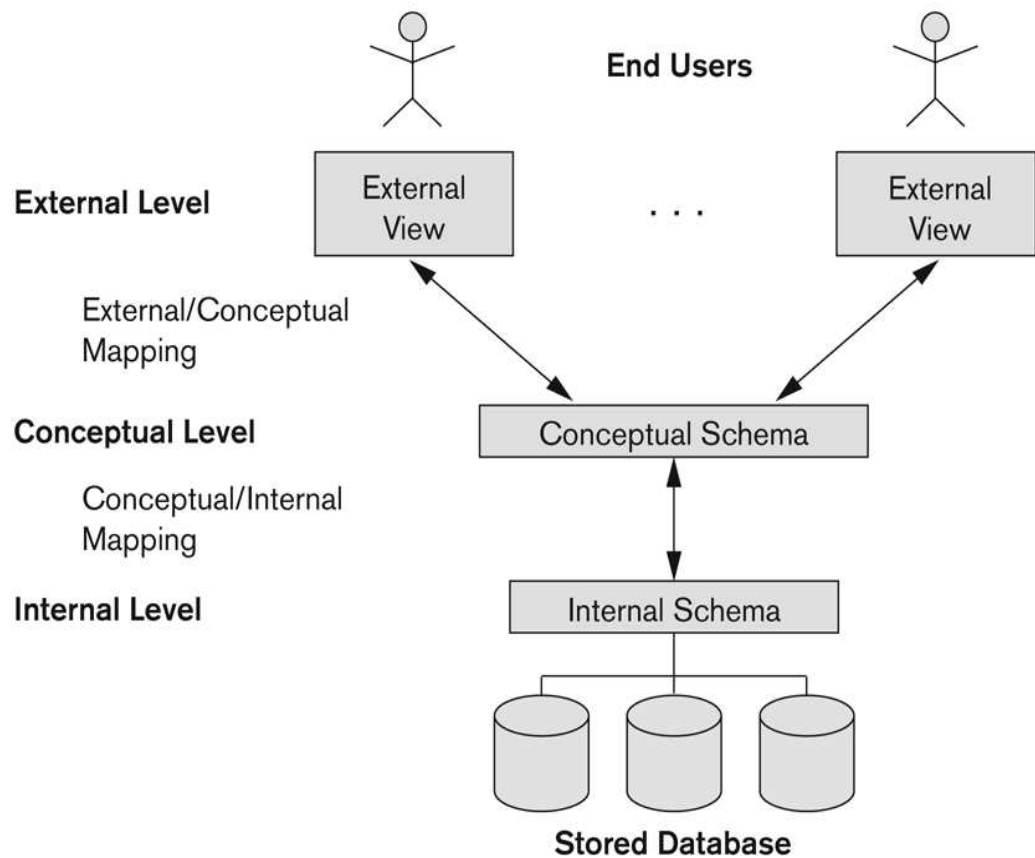 End Users
External Level
External
View
. . .
External
View
External/Conceptual
Mapping
Conceptual Level
Conceptual Schema
Conceptual/Internal
Mapping
Internal Level
Internal Schema
Stored Database